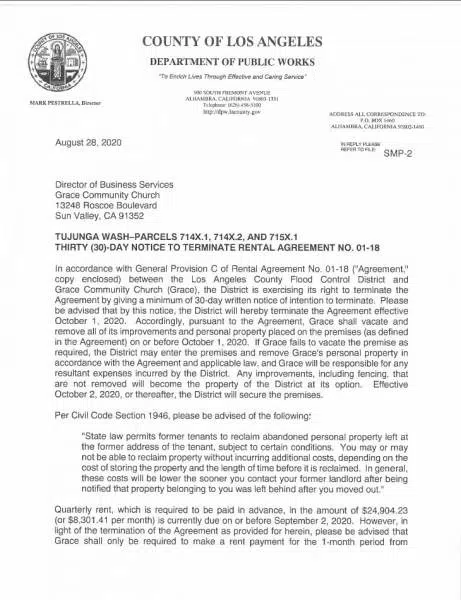 COUNTY OF LOS ANGELES
DEPARTMENT OF PUBLIC WORKS
"To Enrich Lives Through Effective and Caring Service"
MARK PESTRELLA, Director
900 SOUTH FREMONT AVENUE
ALHAMBRA, CALIFORNIA 91803-1331
Telephone: (626) 458-5100
http://dpw.lacounty.gov
ADDRESS ALL CORRESPONDENCE TO:
P.O. BOX 1460
ALHAMBRA, CALIFORNIA 91802-1460
August 28, 2020
IN REPLY PLEASE
REFER TO FILE: SMP-2
Director of Business Services
Grace Community Church
13248 Roscoe Boulevard
Sun Valley, CA 91352
TUJUNGA WASH–PARCELS 714X.1, 714X.2, AND 715X.1
THIRTY (30)-DAY NOTICE TO TERMINATE RENTAL AGREEMENT NO. 01-18
In accordance with General Provision C of Rental Agreement No. 01-18 ("Agreement,"
copy enclosed) between the Los Angeles County Flood Control District and
Grace Community Church (Grace), the District is exercising its right to terminate the
Agreement by giving a minimum of 30-day written notice of intention to terminate. Please
be advised that by this notice, the District will hereby terminate the Agreement effective
October 1, 2020. Accordingly, pursuant to the Agreement, Grace shall vacate and
remove all of its improvements and personal property placed on the premises (as defined
in the Agreement) on or before October 1, 2020. If Grace fails to vacate the premise as
required, the District may enter the premises and remove Grace's personal property in
accordance with the Agreement and applicable law, and Grace will be responsible for any
resultant expenses incurred by the District. Any improvements, including fencing, that
are not removed will become the property of the District at its option. Effective
October 2, 2020, or thereafter, the District will secure the premises.
Per Civil Code Section 1946, please be advised of the following:
"State law permits former tenants to reclaim abandoned personal property left at
the former address of the tenant, subject to certain conditions. You may or may
not be able to reclaim property without incurring additional costs, depending on the
cost of storing the property and the length of time before it is reclaimed. In general,
these costs will be lower the sooner you contact your former landlord after being
notified that property belonging to you was left behind after you moved out."
Quarterly rent, which is required to be paid in advance, in the amount of $24,904.23
(or $8,301.41 per month) is currently due on or before September 2, 2020. However, in
light of the termination of the Agreement as provided for herein, please be advised that
Grace shall only be required to make a rent payment for the 1-month period from